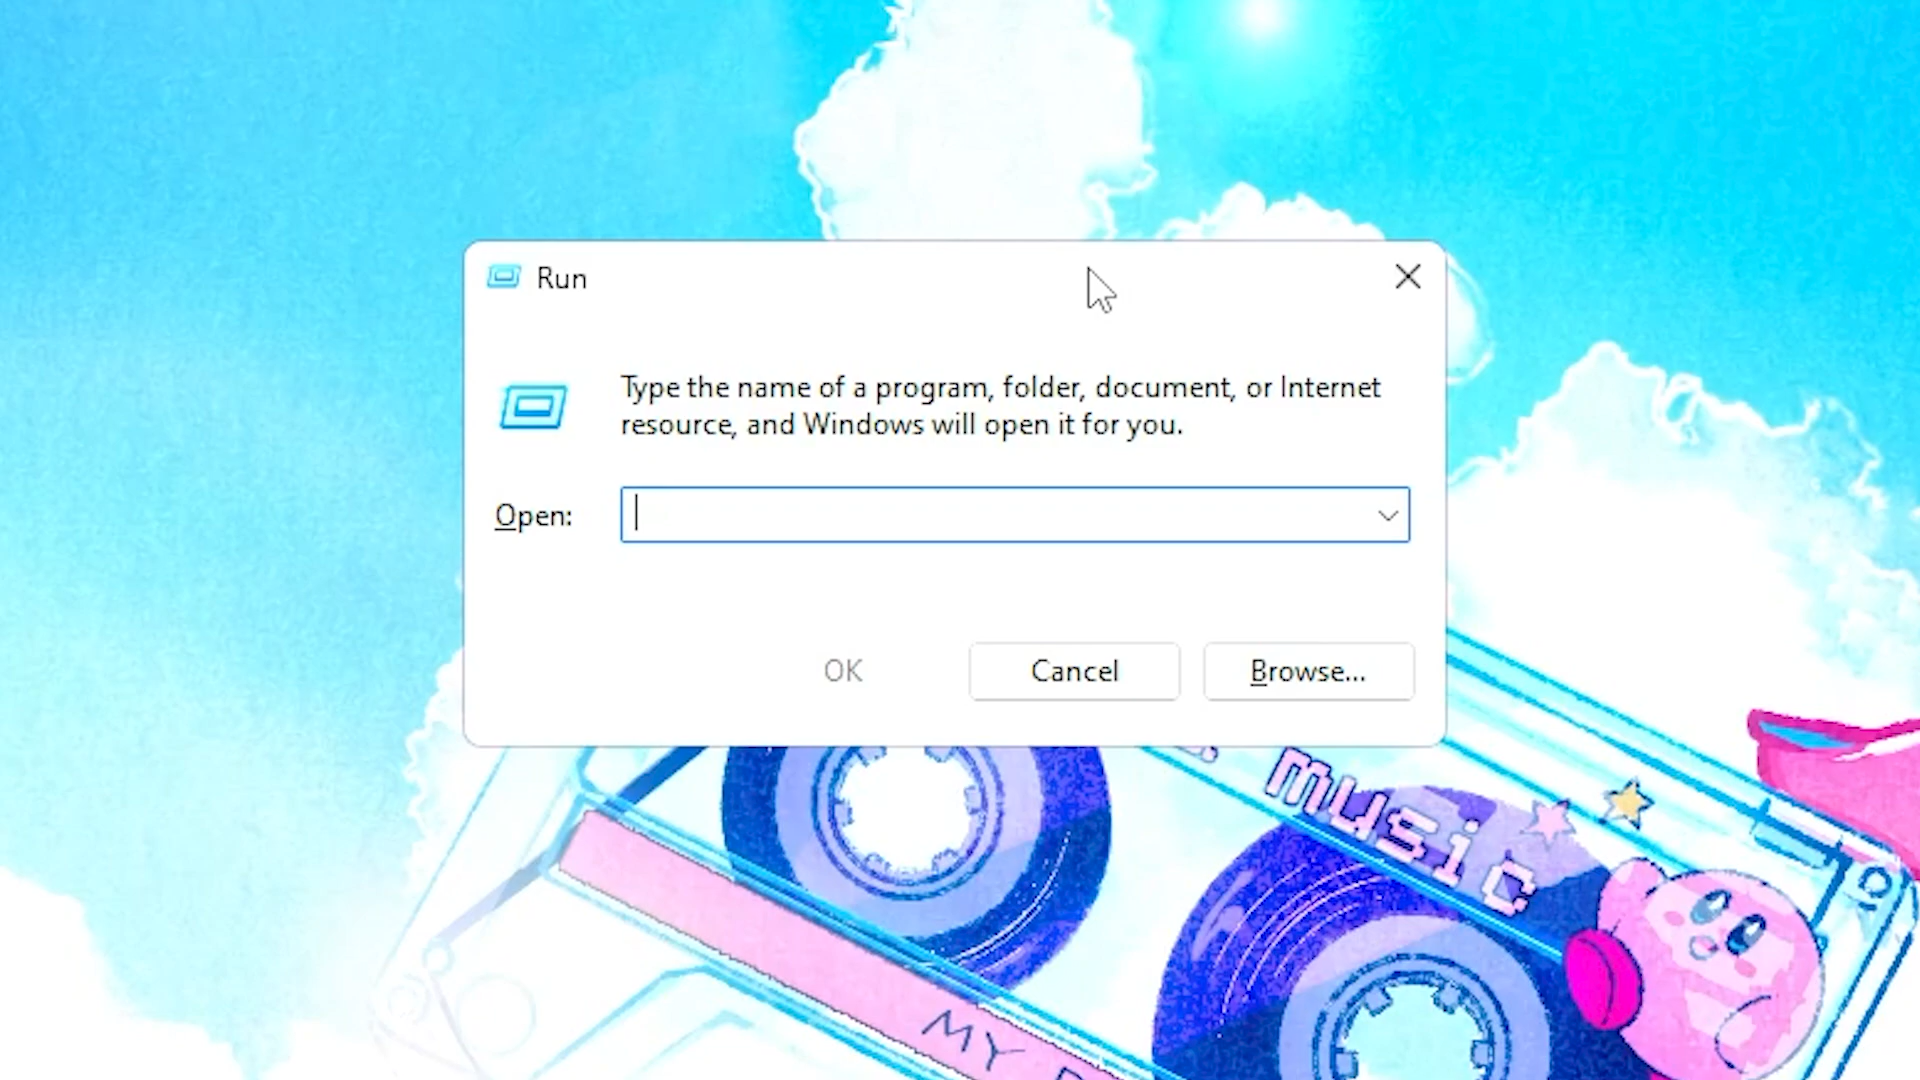 Run
Type the name of a program, folder, document, or Internet
resource, and Windows will open it for you.
Open:
OK
Cancel
Browse...
music
MY